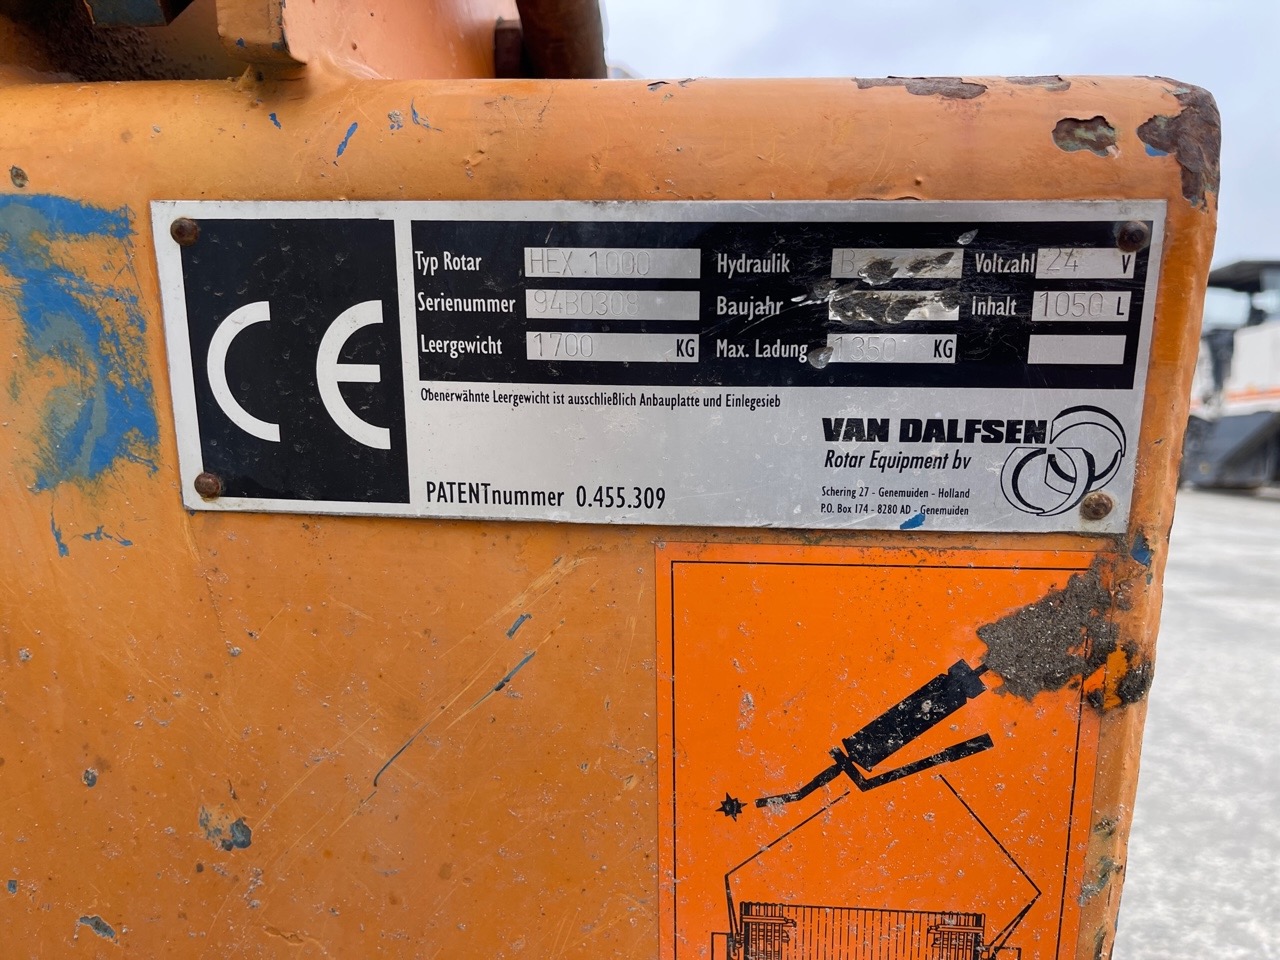 CE
Typ Rotar HEX 1000 Hydraulik B Voltzahl 24 V
Serienummer 94B0308 Baujahr Inhalt 1050 L
Leergewicht 1700 KG Max. Ladung 1350 KG
Obenerwähnte Leergewicht ist ausschließlich Anbauplatte und Einlegesieb
VAN DALFSEN
Rotar Equipment bv
PATENTnummer 0.455.309
Schering 27 - Genemuiden - Holland
P.O. Box 174 - 8280 AD - Genemuiden